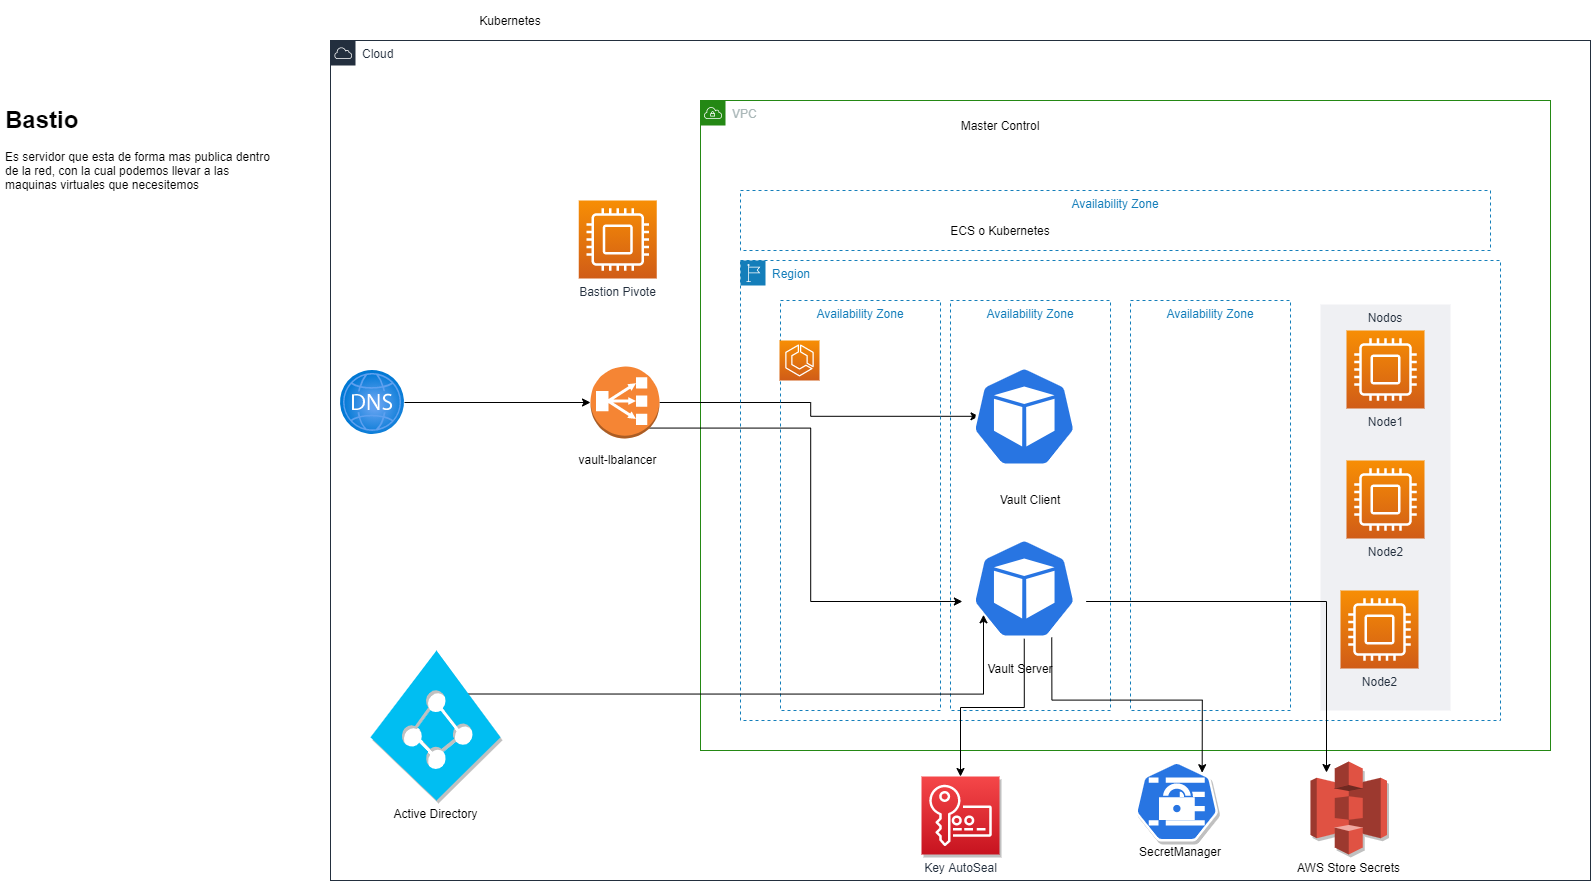 Kubernetes
Cloud
Bastio
Es servidor que esta de forma mas publica dentro
de la red, con la cual podemos llevar a las
maquinas virtuales que necesitemos
VPC
Master Control
Availability Zone
ECS o Kubernetes
Bastion Pivote
Region
Availability Zone
Availability Zone
Availability Zone
Nodos
Node1
DNS
vault-lbalancer
Vault Client
Node2
Vault Server
Node2
Active Directory
Key AutoSeal
SecretManager
AWS Store Secrets